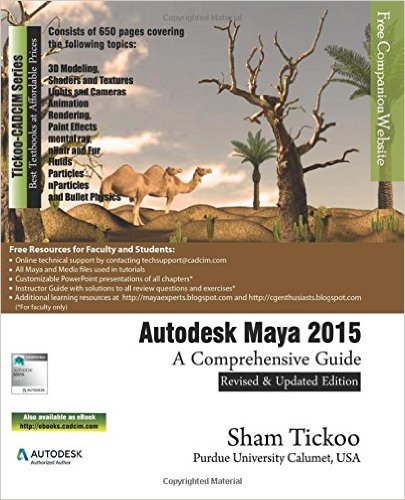 Copyrighted Material
Tickoo-CADCIM Series
Best Textbooks at Affordable Prices
Consists of 650 pages covering
the following topics:
3D Modeling,
Shaders and Textures
Lights and Cameras
Animation
Rendering,
Paint Effects
mental ray,
nHair and Fur
Fluids
Particles
nParticles
and Bullet Physics
Free Companion Website
Free Resources for Faculty and Students:
• Online technical support by contacting techsupport@cadcim.com
• All Maya and Media files used in tutorials
• Customizable PowerPoint presentations of all chapters*
• Instructor Guide with solutions to all review questions and exercises*
• Additional learning resources at http://mayaexperts.blogspot.com and http://cgenthusiasts.blogspot.com
(*For faculty only)
Autodesk Maya 2015
A Comprehensive Guide
Revised & Updated Edition
AUTODESK
MAYA
Also available as eBook
http://ebooks.cadcim.com
Sham Tickoo
Purdue University Calumet, USA
AUTODESK
Authorized Author
Copyrighted Material